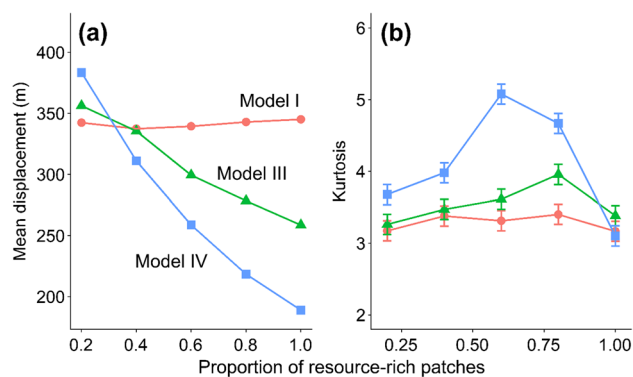 (a)
(b)
Mean displacement (m)
400
350
300
250
200
Model I
Model III
Model IV
0.2 0.4 0.6 0.8 1.0
Kurtosis
6
5
4
3
2
0.25 0.50 0.75 1.00
Proportion of resource-rich patches